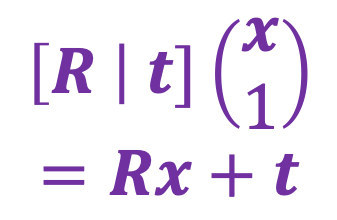 [R | t] (x
1)
= Rx + t